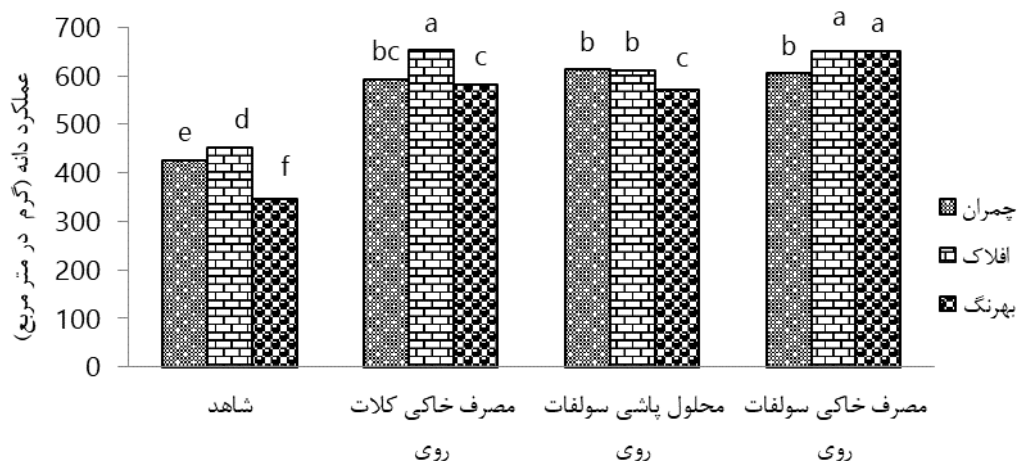 عملکرد دانه (گرم در متر مربع)
700
600
500
400
300
200
100
0
e
d
f
bc
a
c
b
b
c
b
a
a
شاهد
مصرف خاکی کلات
روی
محلول پاشی سولفات
روی
مصرف خاکی سولفات
روی
چمران
افلاک
بهرنگ